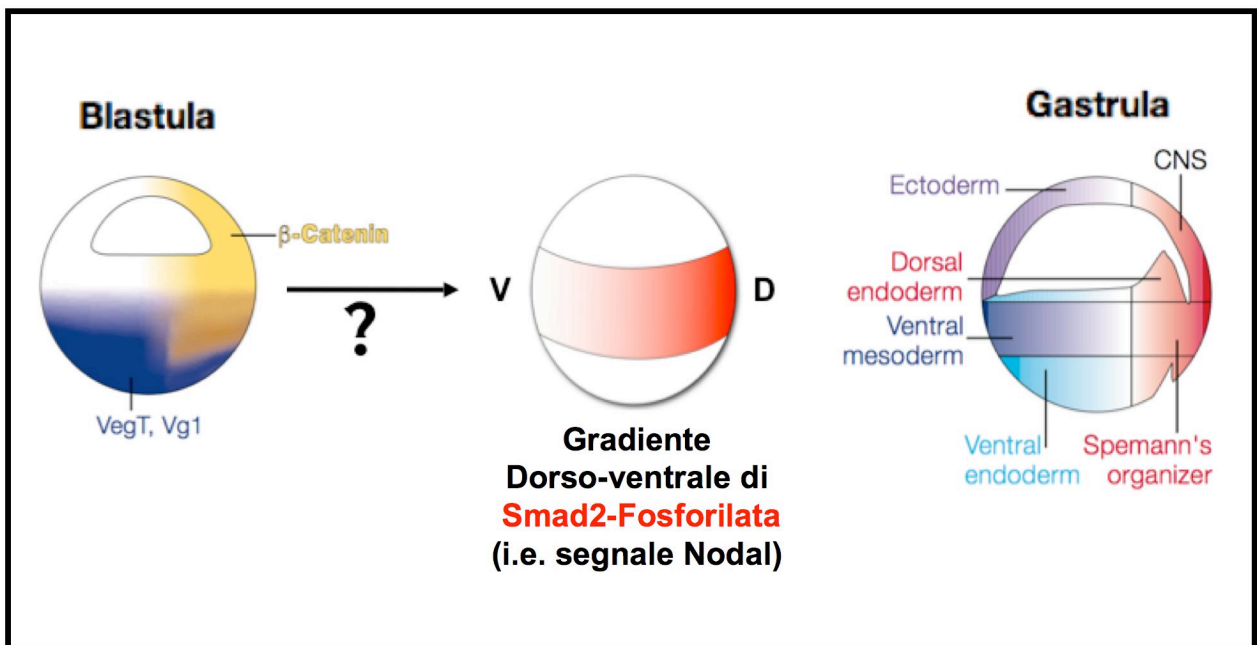 Blastula
β-Catenin
VegT, Vg1
?
V
D
Gradiente
Dorso-ventrale di
Smad2-Fosforilata
(i.e. segnale Nodal)
Gastrula
CNS
Ectoderm
Dorsal
endoderm
Ventral
mesoderm
Ventral
endoderm
Spemann's
organizer